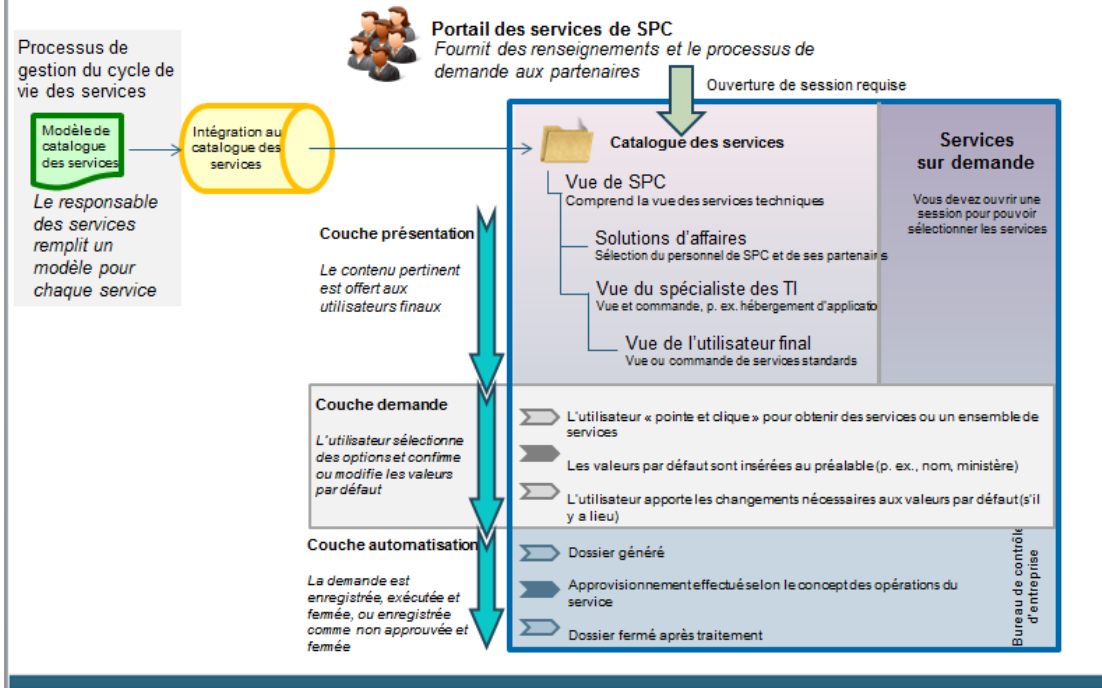 Portail des services de SPC
Fournit des renseignements et le processus de
demande aux partenaires
Ouverture de session requise
Processus de
gestion du cycle de
vie des services
Modèle de
catalogue
des services
Le responsable
des services
remplit un
modèle pour
chaque service
Intégration au
catalogue des
services
Catalogue des services
Vue de SPC
Comprend la vue des services techniques
Solutions d'affaires
Sélection du personnel de SPC et de ses partenaires
Vue du spécialiste des TI
Vue et commande, p. ex. hébergement d'application
Vue de l'utilisateur final
Vue ou commande de services standards
Services
sur demande
Vous devez ouvrir une
session pour pouvoir
sélectionner les services
Couche présentation
Le contenu pertinent
est offert aux
utilisateurs finaux
Couche demande
L'utilisateur sélectionne
des options et confirme
ou modifie les valeurs
par défaut
L'utilisateur « pointe et clique » pour obtenir des services ou un ensemble de
services
Les valeurs par défaut sont insérées au préalable (p. ex., nom, ministère)
L'utilisateur apporte les changements nécessaires aux valeurs par défaut (s'il
y a lieu)
Couche automatisation
La demande est
enregistrée, exécutée et
fermée, ou enregistrée
comme non approuvée et
fermée
Dossier généré
Approvisionnement effectué selon le concept des opérations du
service
Dossier fermé après traitement
Bureau de contrôle
d'entreprise